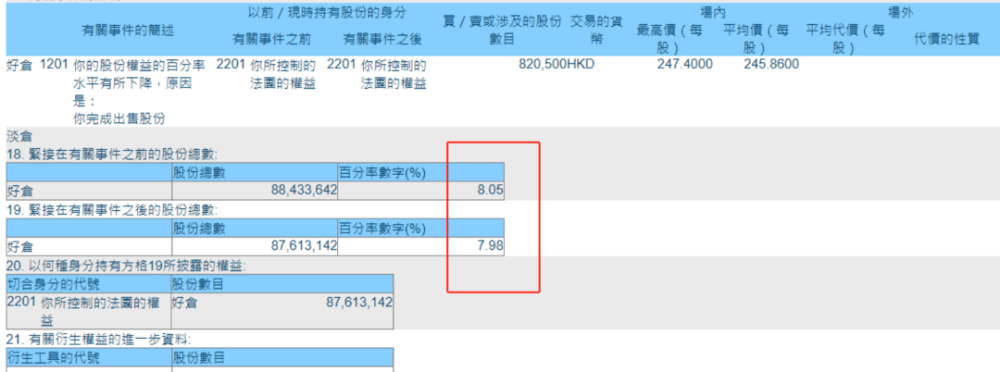 有關事件的簡述
以前/現時持有股份的身分
買/賣或涉及的股份數目
交易的貨幣
場內
場外
有關事件之前
有關事件之後
最高價(每股)
平均價(每股)
平均代價(每股)
代價的性質
好倉 1201 你的股份權益的百分率 2201 你所控制的 2201 你所控制的 820,500HKD 247.4000 245.8600
水平有所下降,原因 法團的權益 法團的權益
是:
你完成出售股份
淡倉
18. 緊接在有關事件之前的股份總數:
股份總數 百分率數字(%)
好倉 88,433,642 8.05
19. 緊接在有關事件之後的股份總數:
股份總數 百分率數字(%)
好倉 87,613,142 7.98
20. 以何種身分持有方格19所披露的權益:
切合身分的代號 股份數目
2201 你所控制的法團的權 好倉 87,613,142
益
21. 有關衍生權益的進一步資料:
衍生工具的代號 股份數目